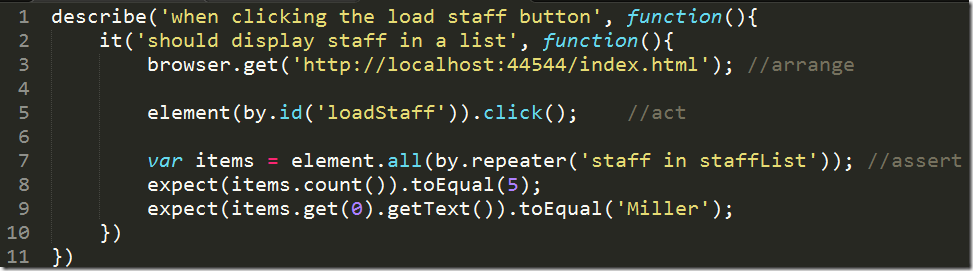 1 describe('when clicking the load staff button', function(){
2     it('should display staff in a list', function(){
3         browser.get('http://localhost:44544/index.html'); //arrange
4
5         element(by.id('loadStaff')).click();    //act
6
7         var items = element.all(by.repeater('staff in staffList')); //assert
8         expect(items.count()).toEqual(5);
9         expect(items.get(0).getText()).toEqual('Miller');
10     })
11 })